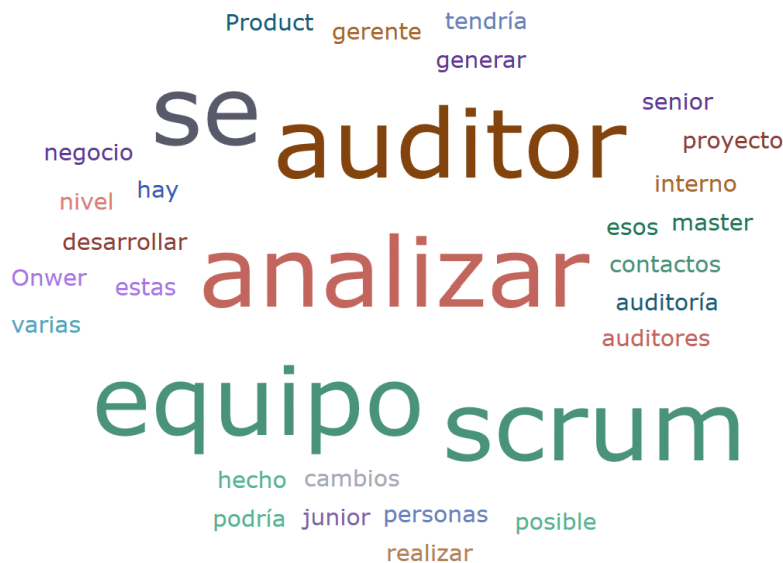 Product gerente tendría
generar
se auditor senior
proyecto
negocio
hay interno
nivel
esos master
desarrollar
analizar contactos
Onwer estas
auditoría
varias auditores
equipo scrum
hecho cambios
podría junior personas posible
realizar